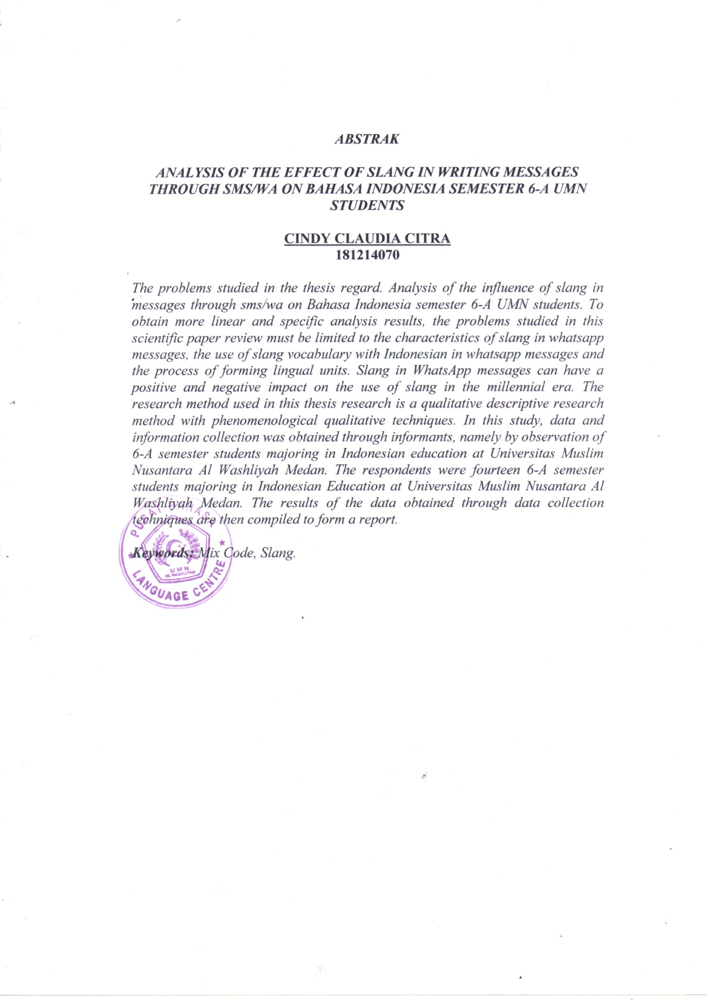 ABSTRAK
ANALYSIS OF THE EFFECT OF SLANG IN WRITING MESSAGES
THROUGH SMS/WA ON BAHASA INDONESIA SEMESTER 6-A UMN
STUDENTS
CINDY CLAUDIA CITRA
181214070
The problems studied in the thesis regard. Analysis of the influence of slang in
messages through sms/wa on Bahasa Indonesia semester 6-A UMN students. To
obtain more linear and specific analysis results, the problems studied in this
scientific paper review must be limited to the characteristics of slang in whatsapp
messages, the use of slang vocabulary with Indonesian in whatsapp messages and
the process of forming lingual units. Slang in WhatsApp messages can have a
positive and negative impact on the use of slang in the millennial era. The
research method used in this thesis research is a qualitative descriptive research
method with phenomenological qualitative techniques. In this study, data and
information collection was obtained through informants, namely by observation of
6-A semester students majoring in Indonesian education at Universitas Muslim
Nusantara Al Washliyah Medan. The respondents were fourteen 6-A semester
students majoring in Indonesian Education at Universitas Muslim Nusantara Al
Washliyah Medan. The results of the data obtained through data collection
techniques are then compiled to form a report.
Keywords: Mix Code, Slang.
PUSAT BAHASA
UMN
AL WASHLIYAH
LANGUAGE CENTRE